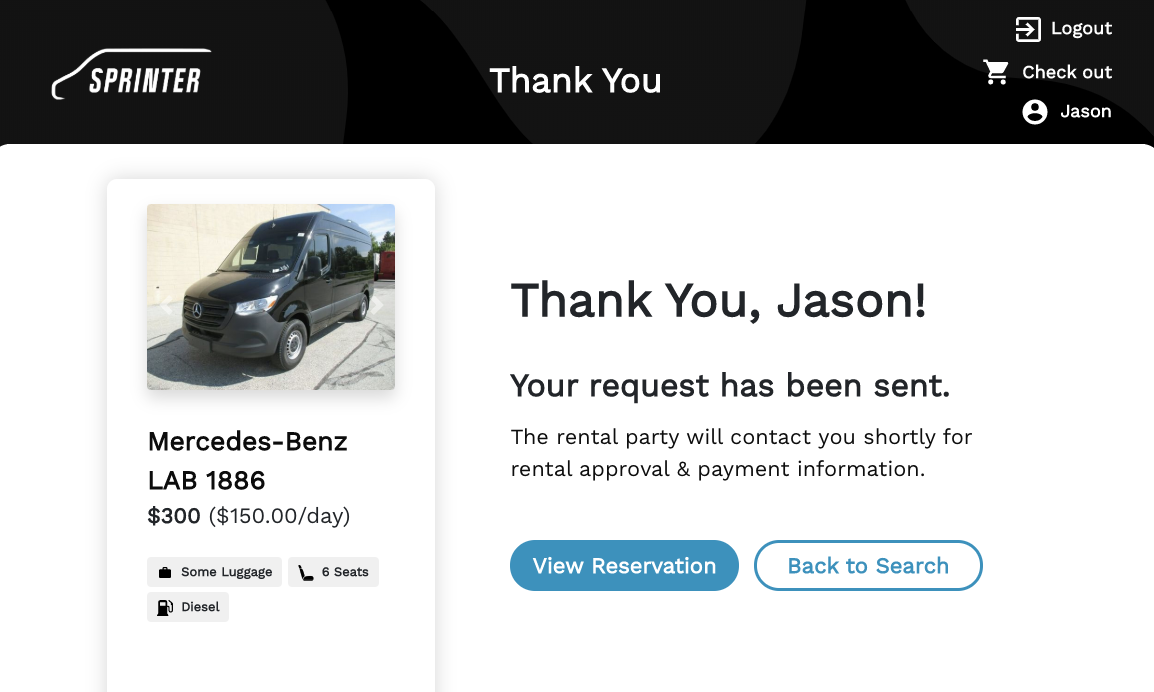 Logout
SPRINTER
Thank You
Check out
Jason
Mercedes-Benz
LAB 1886
$300 ($150.00/day)
Some Luggage
6 Seats
Diesel
Thank You, Jason!
Your request has been sent.
The rental party will contact you shortly for
rental approval & payment information.
View Reservation
Back to Search